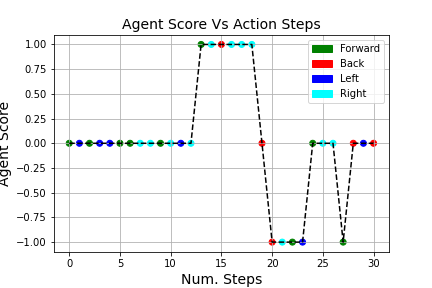 Agent Score Vs Action Steps
Agent Score
1.00
0.75
0.50
0.25
0.00
−0.25
−0.50
−0.75
−1.00
Forward
Back
Left
Right
0 5 10 15 20 25 30
Num. Steps